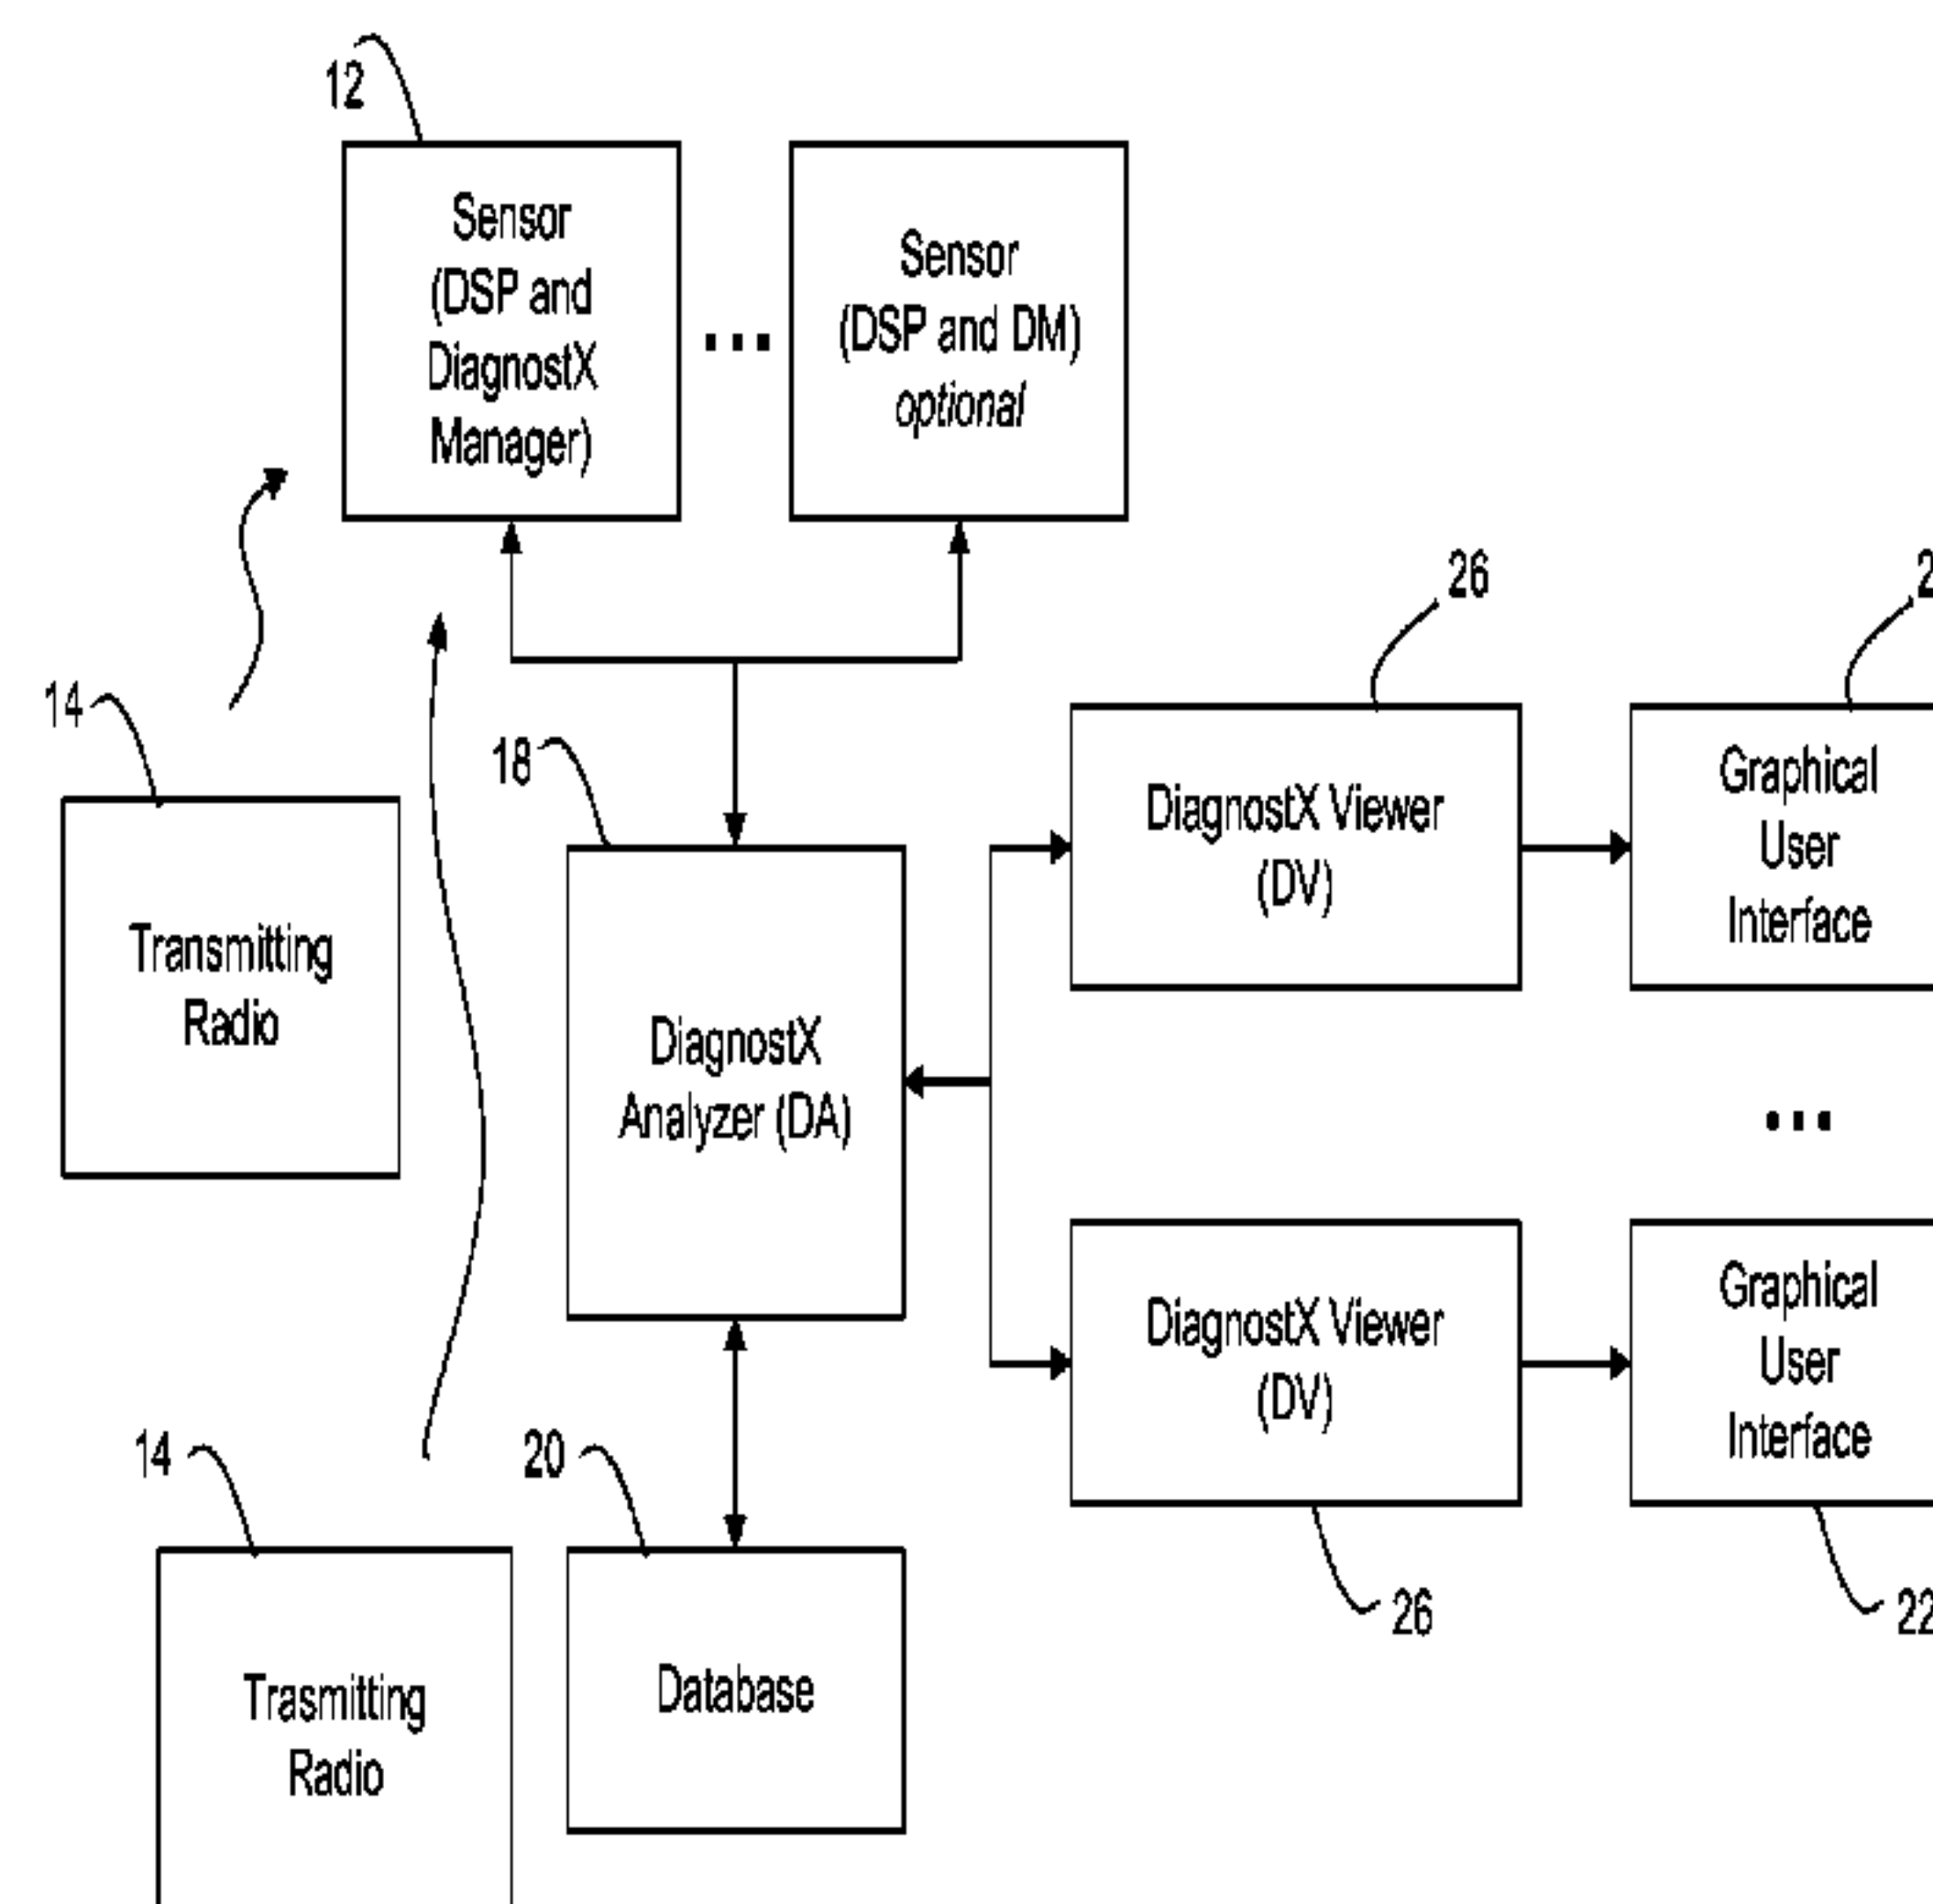 12
Sensor
(DSP and
DiagnostX
Manager)
Sensor
(DSP and DM)
optional
26
14
18
DiagnostX Viewer
(DV)
Graphical
User
Interface
Transmitting
Radio
DiagnostX
Analyzer (DA)
DiagnostX Viewer
(DV)
Graphical
User
Interface
14
20
26
22
Trasmitting
Radio
Database